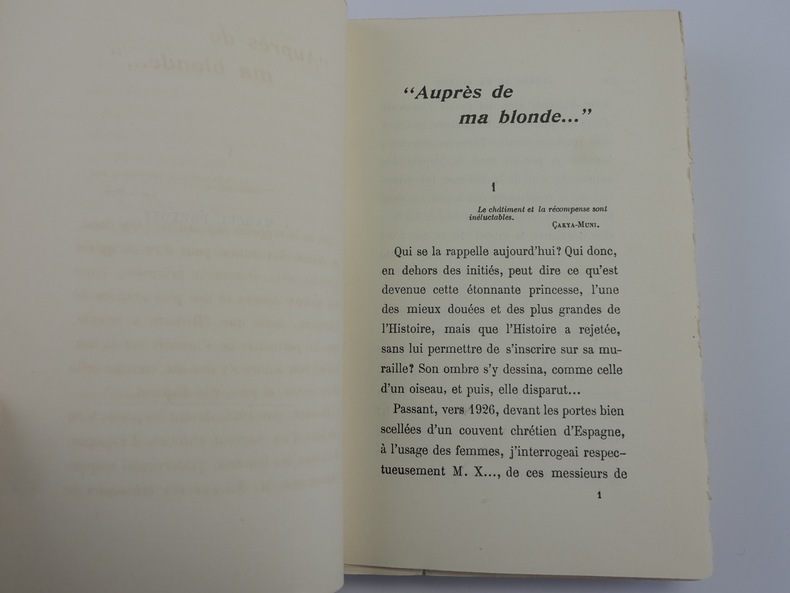 “Auprès de
ma blonde...”
1
Le châtiment et la récompense sont
inéluctables.
Çakya-Muni.
Qui se la rappelle aujourd'hui? Qui donc,
en dehors des initiés, peut dire ce qu'est
devenue cette étonnante princesse, l'une
des mieux douées et des plus grandes de
l'Histoire, mais que l'Histoire a rejetée,
sans lui permettre de s'inscrire sur sa mu-
raille? Son ombre s'y dessina, comme celle
d'un oiseau, et puis, elle disparut...
Passant, vers 1926, devant les portes bien
scellées d'un couvent chrétien d'Espagne,
à l'usage des femmes, j'interrogeai respec-
tueusement M. X..., de ces messieurs de
1